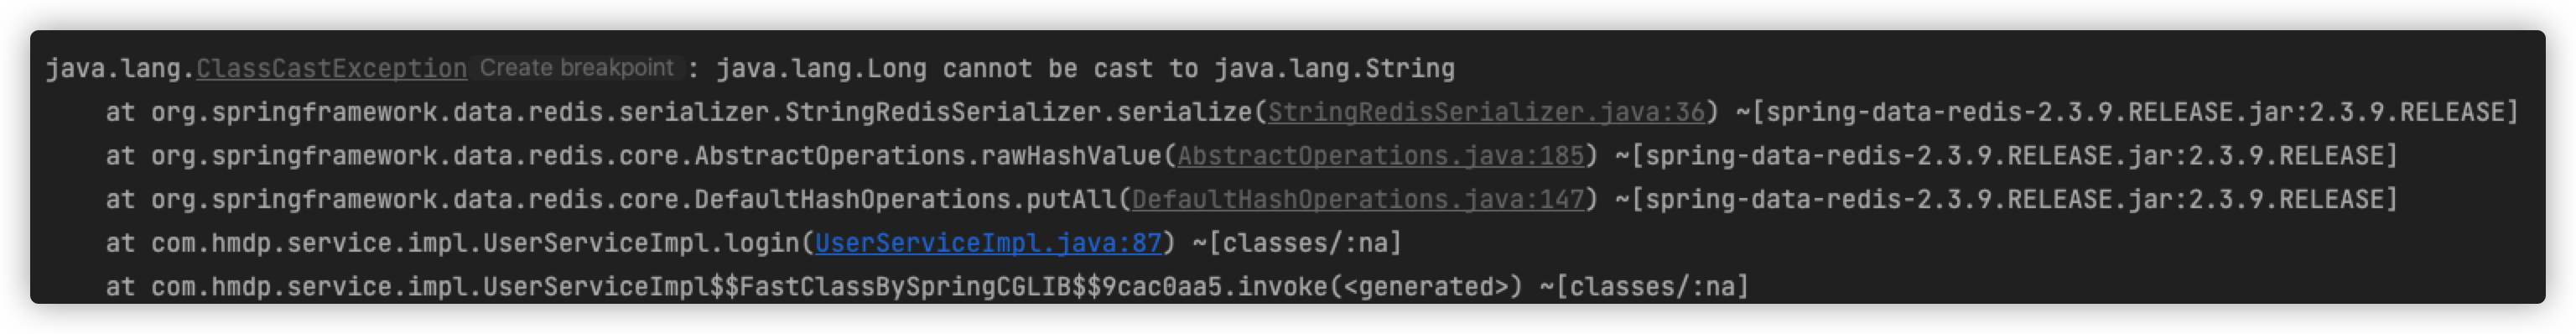 java.lang.ClassCastException Create breakpoint : java.lang.Long cannot be cast to java.lang.String
at org.springframework.data.redis.serializer.StringRedisSerializer.serialize(StringRedisSerializer.java:36) ~[spring-data-redis-2.3.9.RELEASE.jar:2.3.9.RELEASE]
at org.springframework.data.redis.core.AbstractOperations.rawHashValue(AbstractOperations.java:185) ~[spring-data-redis-2.3.9.RELEASE.jar:2.3.9.RELEASE]
at org.springframework.data.redis.core.DefaultHashOperations.putAll(DefaultHashOperations.java:147) ~[spring-data-redis-2.3.9.RELEASE.jar:2.3.9.RELEASE]
at com.hmdp.service.impl.UserServiceImpl.login(UserServiceImpl.java:87) ~[classes/:na]
at com.hmdp.service.impl.UserServiceImpl$$FastClassBySpringCGLIB$$9cac0aa5.invoke(<generated>) ~[classes/:na]